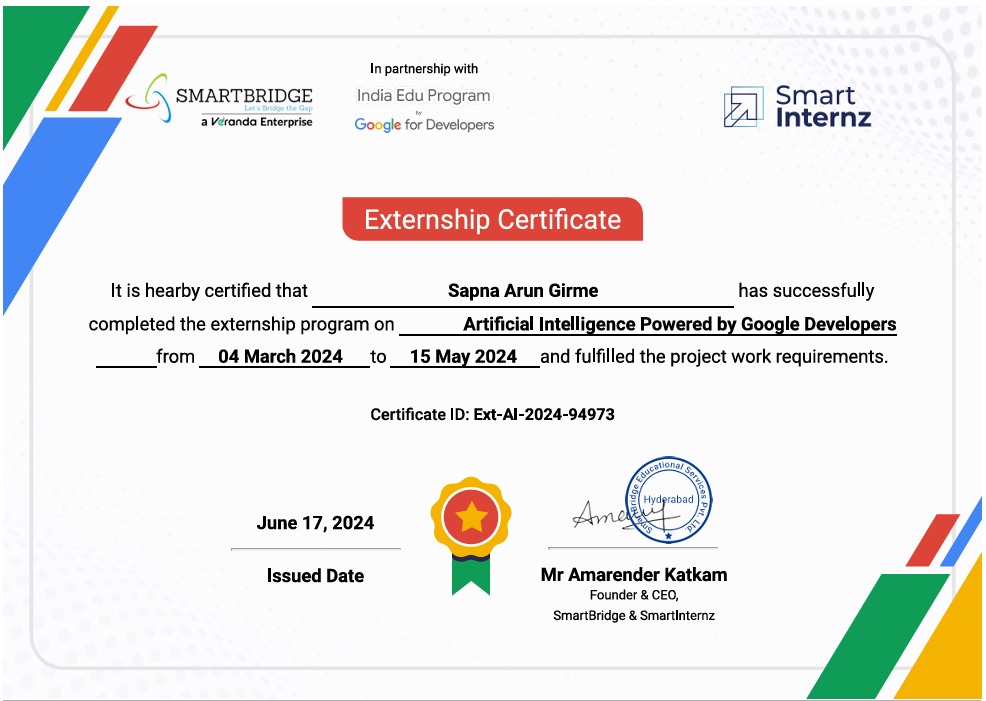 SMARTBRIDGE
Let's Bridge the Gap
a Veranda Enterprise
In partnership with
India Edu Program
by
Google for Developers
Smart
Internz
Externship Certificate
It is hearby certified that Sapna Arun Girme has successfully
completed the externship program on Artificial Intelligence Powered by Google Developers
from 04 March 2024 to 15 May 2024 and fulfilled the project work requirements.
Certificate ID: Ext-AI-2024-94973
June 17, 2024
Issued Date
SmartBridge Educational Services Pvt. Ltd
Hyderabad
Mr Amarender Katkam
Founder & CEO,
SmartBridge & SmartInternz